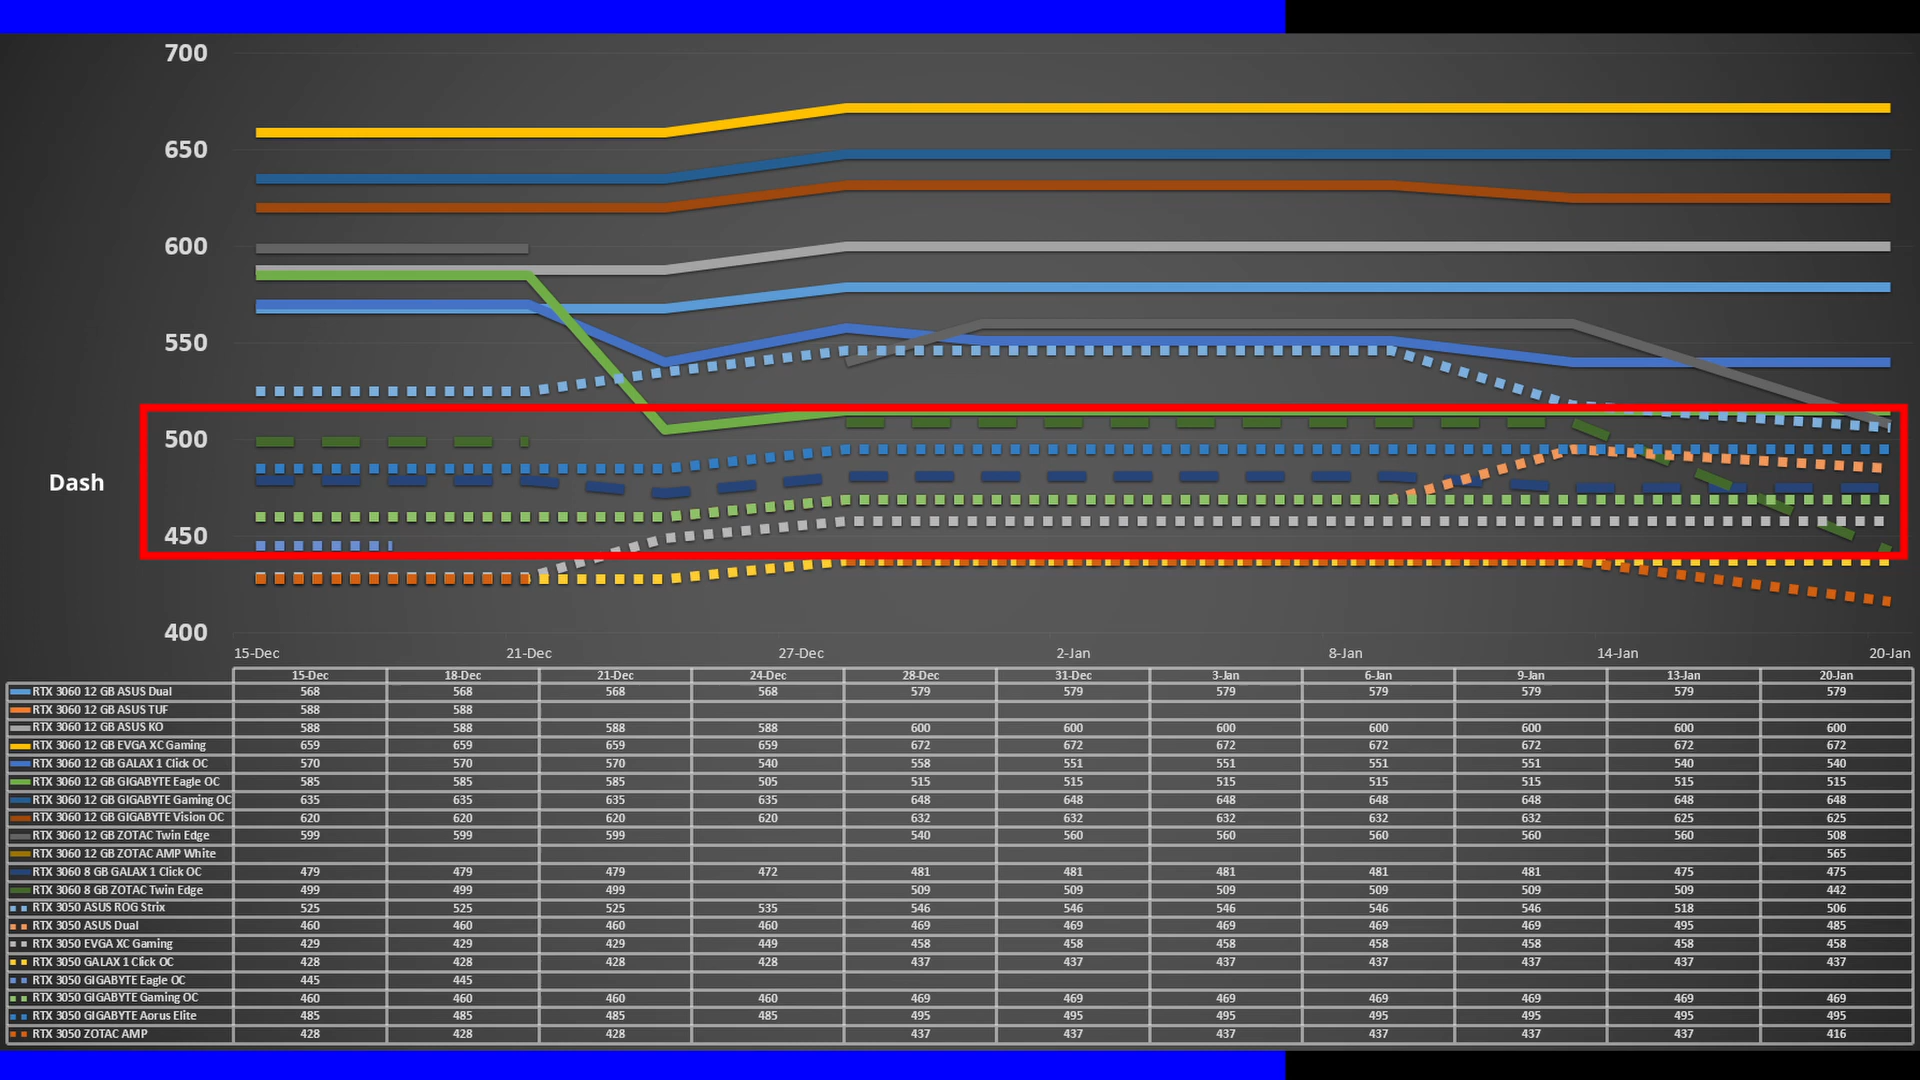 700
650
600
550
500
Dash
450
400
15-Dec 21-Dec 27-Dec 2-Jan 8-Jan 14-Jan 20-Jan
15-Dec 18-Dec 21-Dec 24-Dec 28-Dec 31-Dec 3-Jan 6-Jan 9-Jan 13-Jan 20-Jan
RTX 3060 12 GB ASUS Dual 568 568 568 568 579 579 579 579 579 579 579
RTX 3060 12 GB ASUS TUF 588 588
RTX 3060 12 GB ASUS KO 588 588 588 588 600 600 600 600 600 600 600
RTX 3060 12 GB EVGA XC Gaming 659 659 659 659 672 672 672 672 672 672 672
RTX 3060 12 GB GALAX 1 Click OC 570 570 570 540 558 551 551 551 551 540 540
RTX 3060 12 GB GIGABYTE Eagle OC 585 585 585 505 515 515 515 515 515 515 515
RTX 3060 12 GB GIGABYTE Gaming OC 635 635 635 635 648 648 648 648 648 648 648
RTX 3060 12 GB GIGABYTE Vision OC 620 620 620 620 632 632 632 632 632 625 625
RTX 3060 12 GB ZOTAC Twin Edge 599 599 599 540 560 560 560 560 560 508
RTX 3060 12 GB ZOTAC AMP White 565
RTX 3060 8 GB GALAX 1 Click OC 479 479 479 472 481 481 481 481 481 475 475
RTX 3060 8 GB ZOTAC Twin Edge 499 499 499 509 509 509 509 509 509 442
RTX 3050 ASUS ROG Strix 525 525 525 535 546 546 546 546 546 518 506
RTX 3050 ASUS Dual 460 460 460 460 469 469 469 469 469 495 485
RTX 3050 EVGA XC Gaming 429 429 429 449 458 458 458 458 458 458 458
RTX 3050 GALAX 1 Click OC 428 428 428 428 437 437 437 437 437 437 437
RTX 3050 GIGABYTE Eagle OC 445 445
RTX 3050 GIGABYTE Gaming OC 460 460 460 460 469 469 469 469 469 469 469
RTX 3050 GIGABYTE Aorus Elite 485 485 485 485 495 495 495 495 495 495 495
RTX 3050 ZOTAC AMP 428 428 428 437 437 437 437 437 437 416